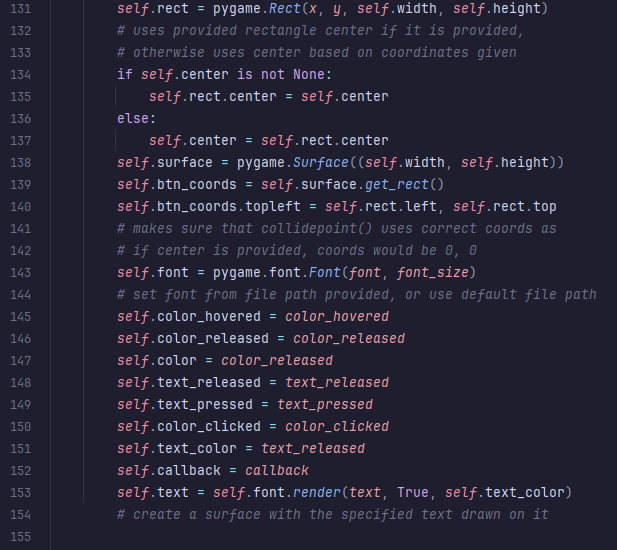 131 self.rect = pygame.Rect(x, y, self.width, self.height)
132 # uses provided rectangle center if it is provided,
133 # otherwise uses center based on coordinates given
134 if self.center is not None:
135 self.rect.center = self.center
136 else:
137 self.center = self.rect.center
138 self.surface = pygame.Surface((self.width, self.height))
139 self.btn_coords = self.surface.get_rect()
140 self.btn_coords.topleft = self.rect.left, self.rect.top
141 # makes sure that collidepoint() uses correct coords as
142 # if center is provided, coords would be 0, 0
143 self.font = pygame.font.Font(font, font_size)
144 # set font from file path provided, or use default file path
145 self.color_hovered = color_hovered
146 self.color_released = color_released
147 self.color = color_released
148 self.text_released = text_released
149 self.text_pressed = text_pressed
150 self.color_clicked = color_clicked
151 self.text_color = text_released
152 self.callback = callback
153 self.text = self.font.render(text, True, self.text_color)
154 # create a surface with the specified text drawn on it
155